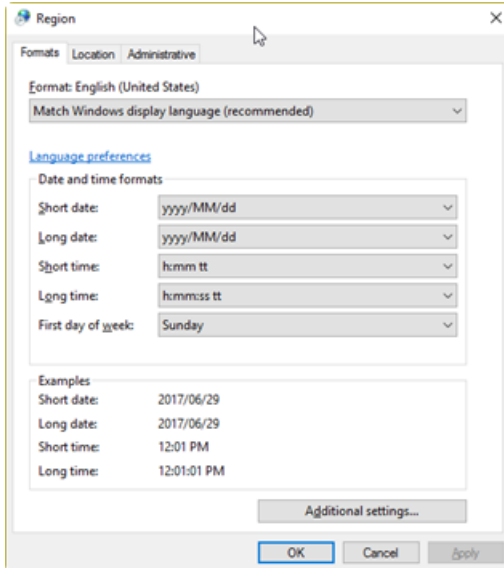 Region
Formats Location Administrative
Format: English (United States)
Match Windows display language (recommended)
Language preferences
Date and time formats
Short date: yyyy/MM/dd
Long date: yyyy/MM/dd
Short time: h:mm tt
Long time: h:mm:ss tt
First day of week: Sunday
Examples
Short date: 2017/06/29
Long date: 2017/06/29
Short time: 12:01 PM
Long time: 12:01:01 PM
Additional settings...
OK Cancel Apply